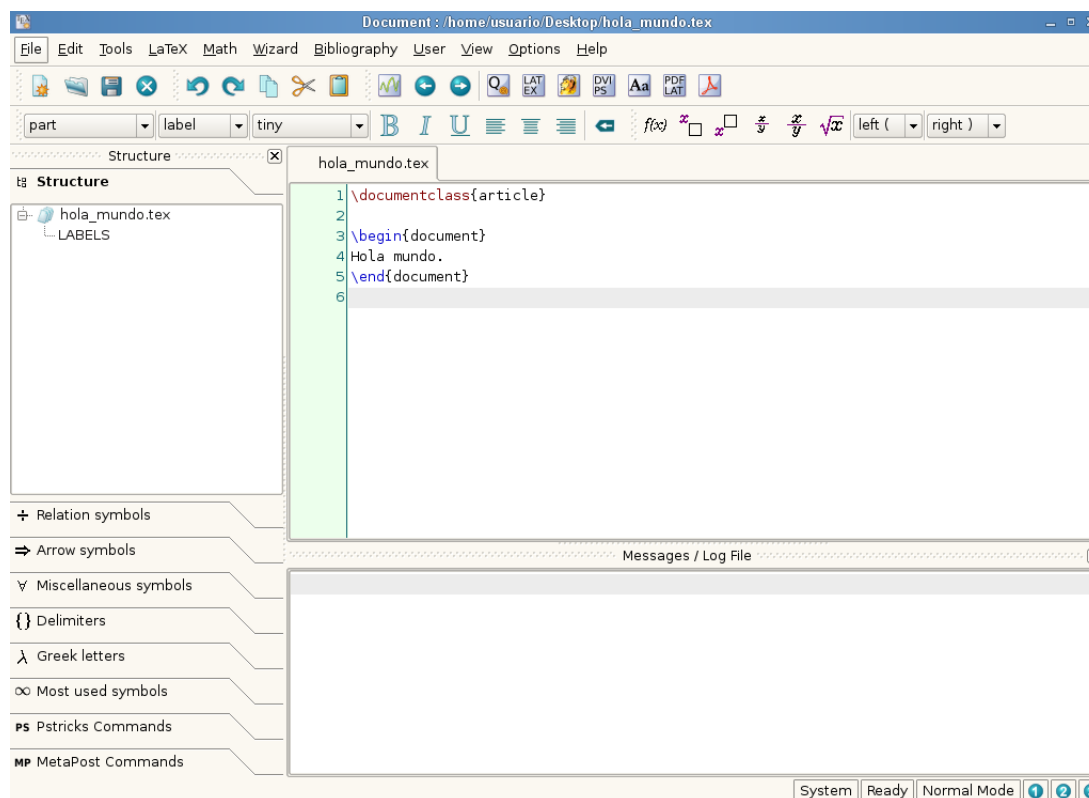 Document : /home/usuario/Desktop/hola_mundo.tex
File Edit Tools LaTeX Math Wizard Bibliography User View Options Help
Q LAT EX DVI PS Aa PDF LAT
part label tiny B I U f(x) x x x y x y √x left ( right )
Structure
Structure
hola_mundo.tex
LABELS
÷ Relation symbols
⇒ Arrow symbols
∀ Miscellaneous symbols
{} Delimiters
λ Greek letters
∞ Most used symbols
PS Pstricks Commands
MP MetaPost Commands
hola_mundo.tex
1 \documentclass{article}
2
3 \begin{document}
4 Hola mundo.
5 \end{document}
6
Messages / Log File
System Ready Normal Mode 1 2